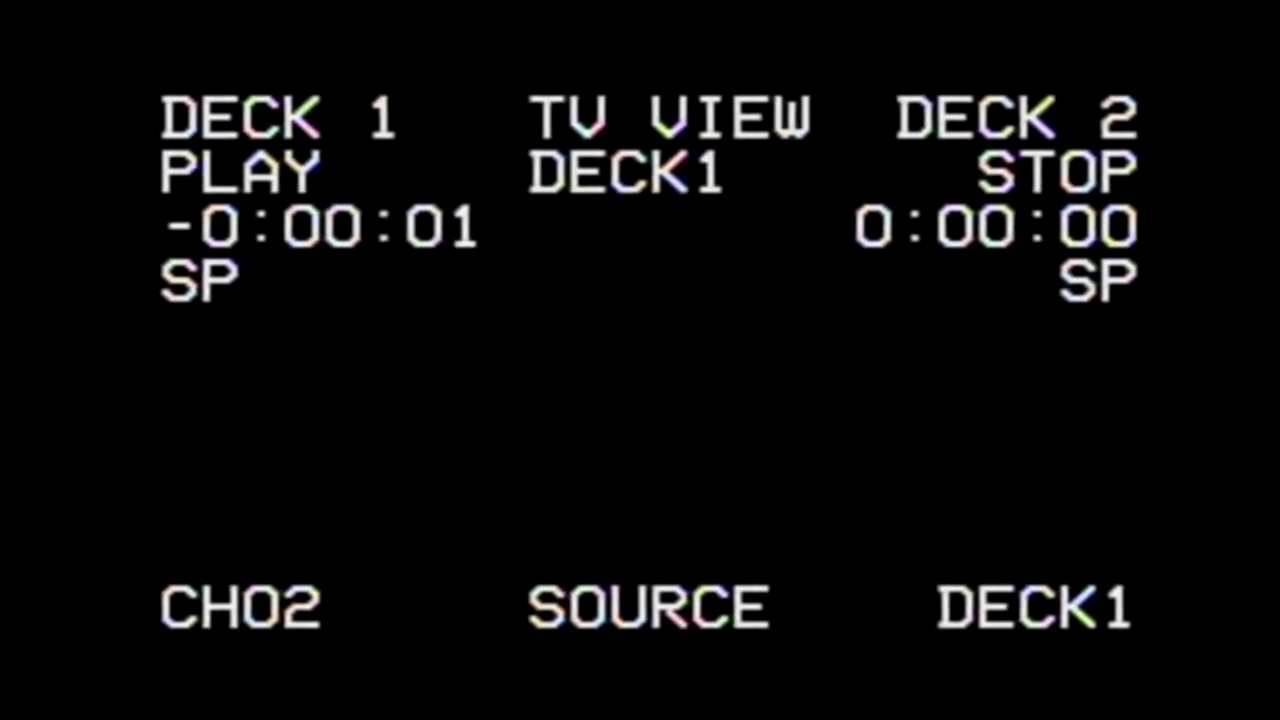 DECK 1 TV VIEW DECK 2
PLAY DECK1 STOP
-0:00:01 0:00:00
SP SP
CH02 SOURCE DECK1